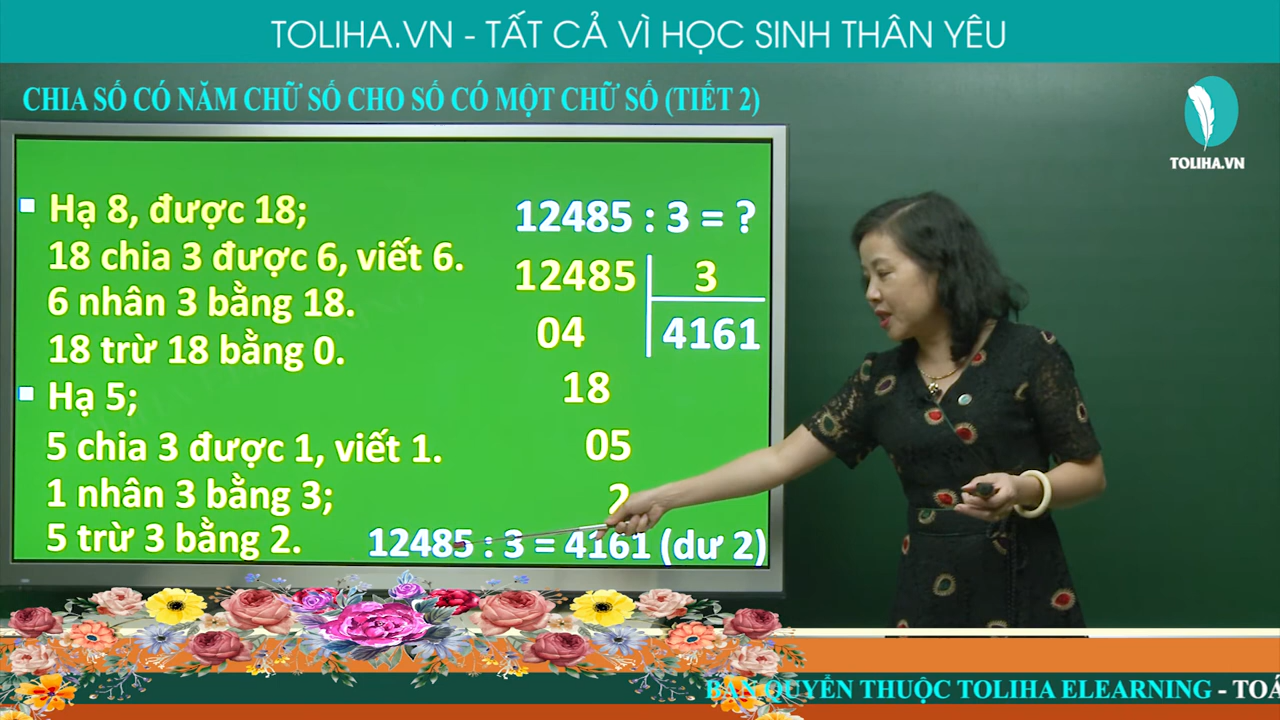 TOLIHA.VN - TẤT CẢ VÌ HỌC SINH THÂN YÊU
CHIA SỐ CÓ NĂM CHỮ SỐ CHO SỐ CÓ MỘT CHỮ SỐ (TIẾT 2)
TOLIHA.VN
Hạ 8, được 18;
18 chia 3 được 6, viết 6.
6 nhân 3 bằng 18.
18 trừ 18 bằng 0.
Hạ 5;
5 chia 3 được 1, viết 1.
1 nhân 3 bằng 3;
5 trừ 3 bằng 2.
12485 : 3 = ?
12485 3
04 4161
18
05
2
12485 : 3 = 4161 (dư 2)
BẢN QUYỀN THUỘC TOLIHA ELEARNING - TOÁ